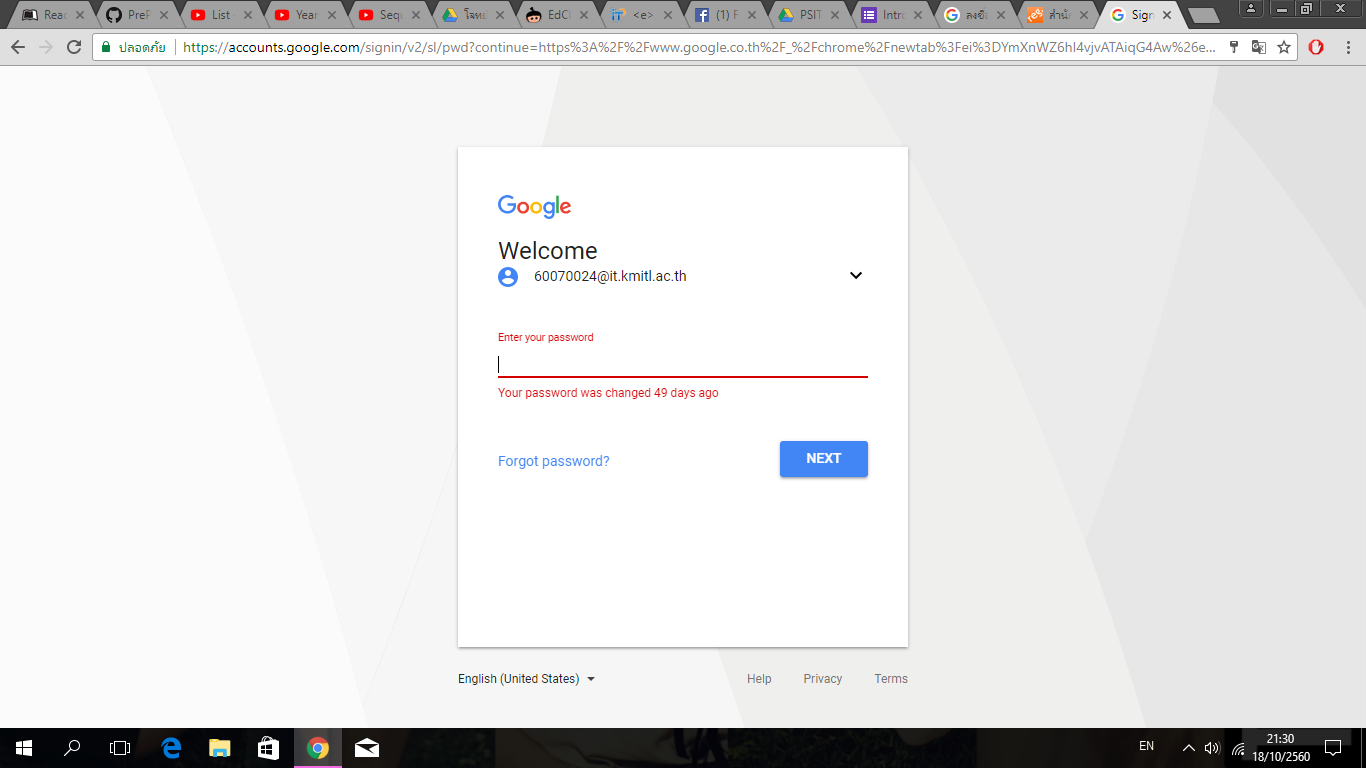 Reac
PreF
List
Year
Sequ
โจทย
EdCl
<e>
(1) F
PSIT
Intro
ลงชื่อ
สำนัก
Sign
ปลอดภัย
https://accounts.google.com/signin/v2/sl/pwd?continue=https%3A%2F%2Fwww.google.co.th%2F_%2Fchrome%2Fnewtab%3Fei%3DYmXnWZ6hI4vjvATAiqG4Aw%26e...
Google
Welcome
60070024@it.kmitl.ac.th
Enter your password
Your password was changed 49 days ago
Forgot password?
NEXT
English (United States)
Help
Privacy
Terms
EN
21:30
18/10/2560